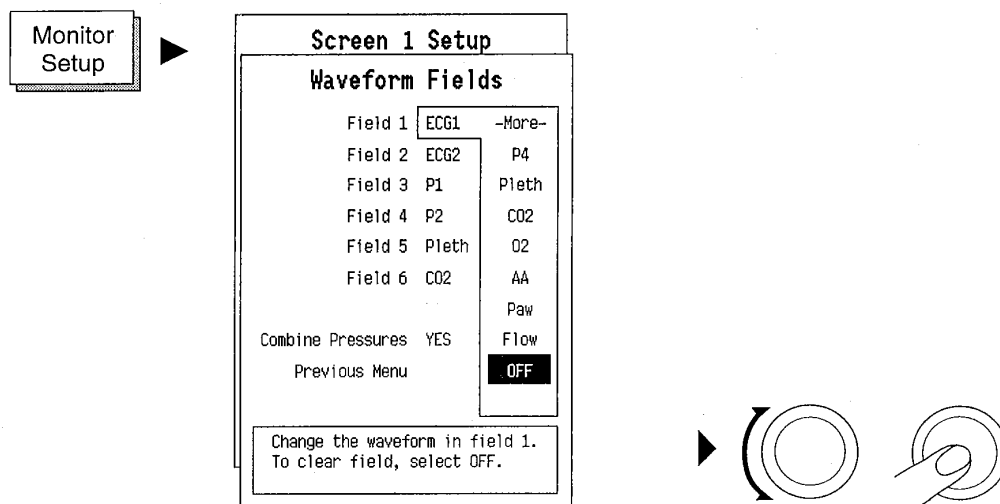 Monitor
Setup
Screen 1 Setup
Waveform Fields
Field 1 ECG1 -More-
Field 2 ECG2 P4
Field 3 P1 Pleth
Field 4 P2 CO2
Field 5 Pleth O2
Field 6 CO2 AA
Paw
Combine Pressures YES Flow
Previous Menu OFF
Change the waveform in field 1.
To clear field, select OFF.